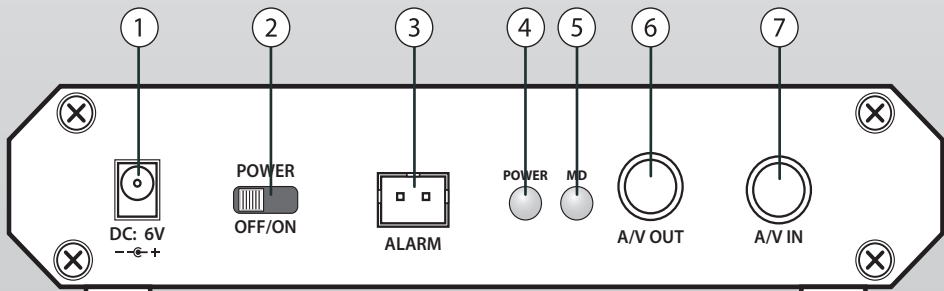 1 2 3 4 5 6 7
POWER POWER MD
DC: 6V OFF/ON ALARM A/V OUT A/V IN
− +